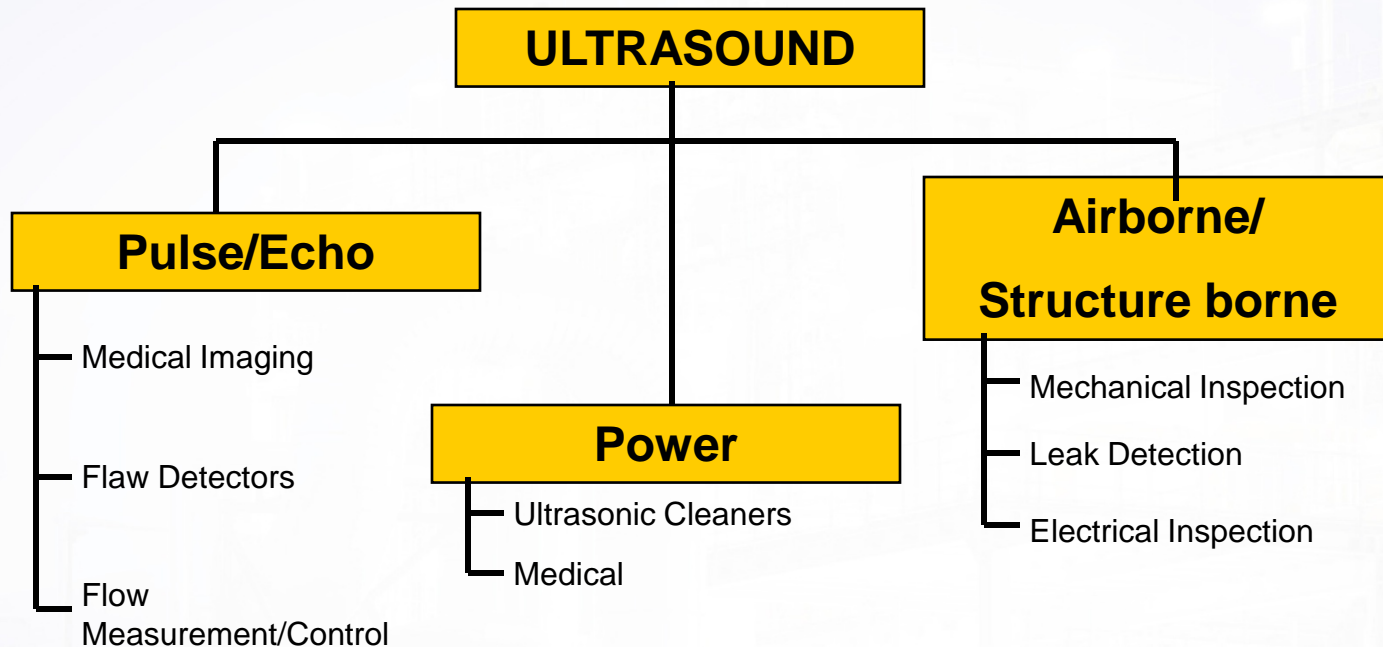 ULTRASOUND
Pulse/Echo
Medical Imaging
Flaw Detectors
Flow
Measurement/Control
Power
Ultrasonic Cleaners
Medical
Airborne/
Structure borne
Mechanical Inspection
Leak Detection
Electrical Inspection